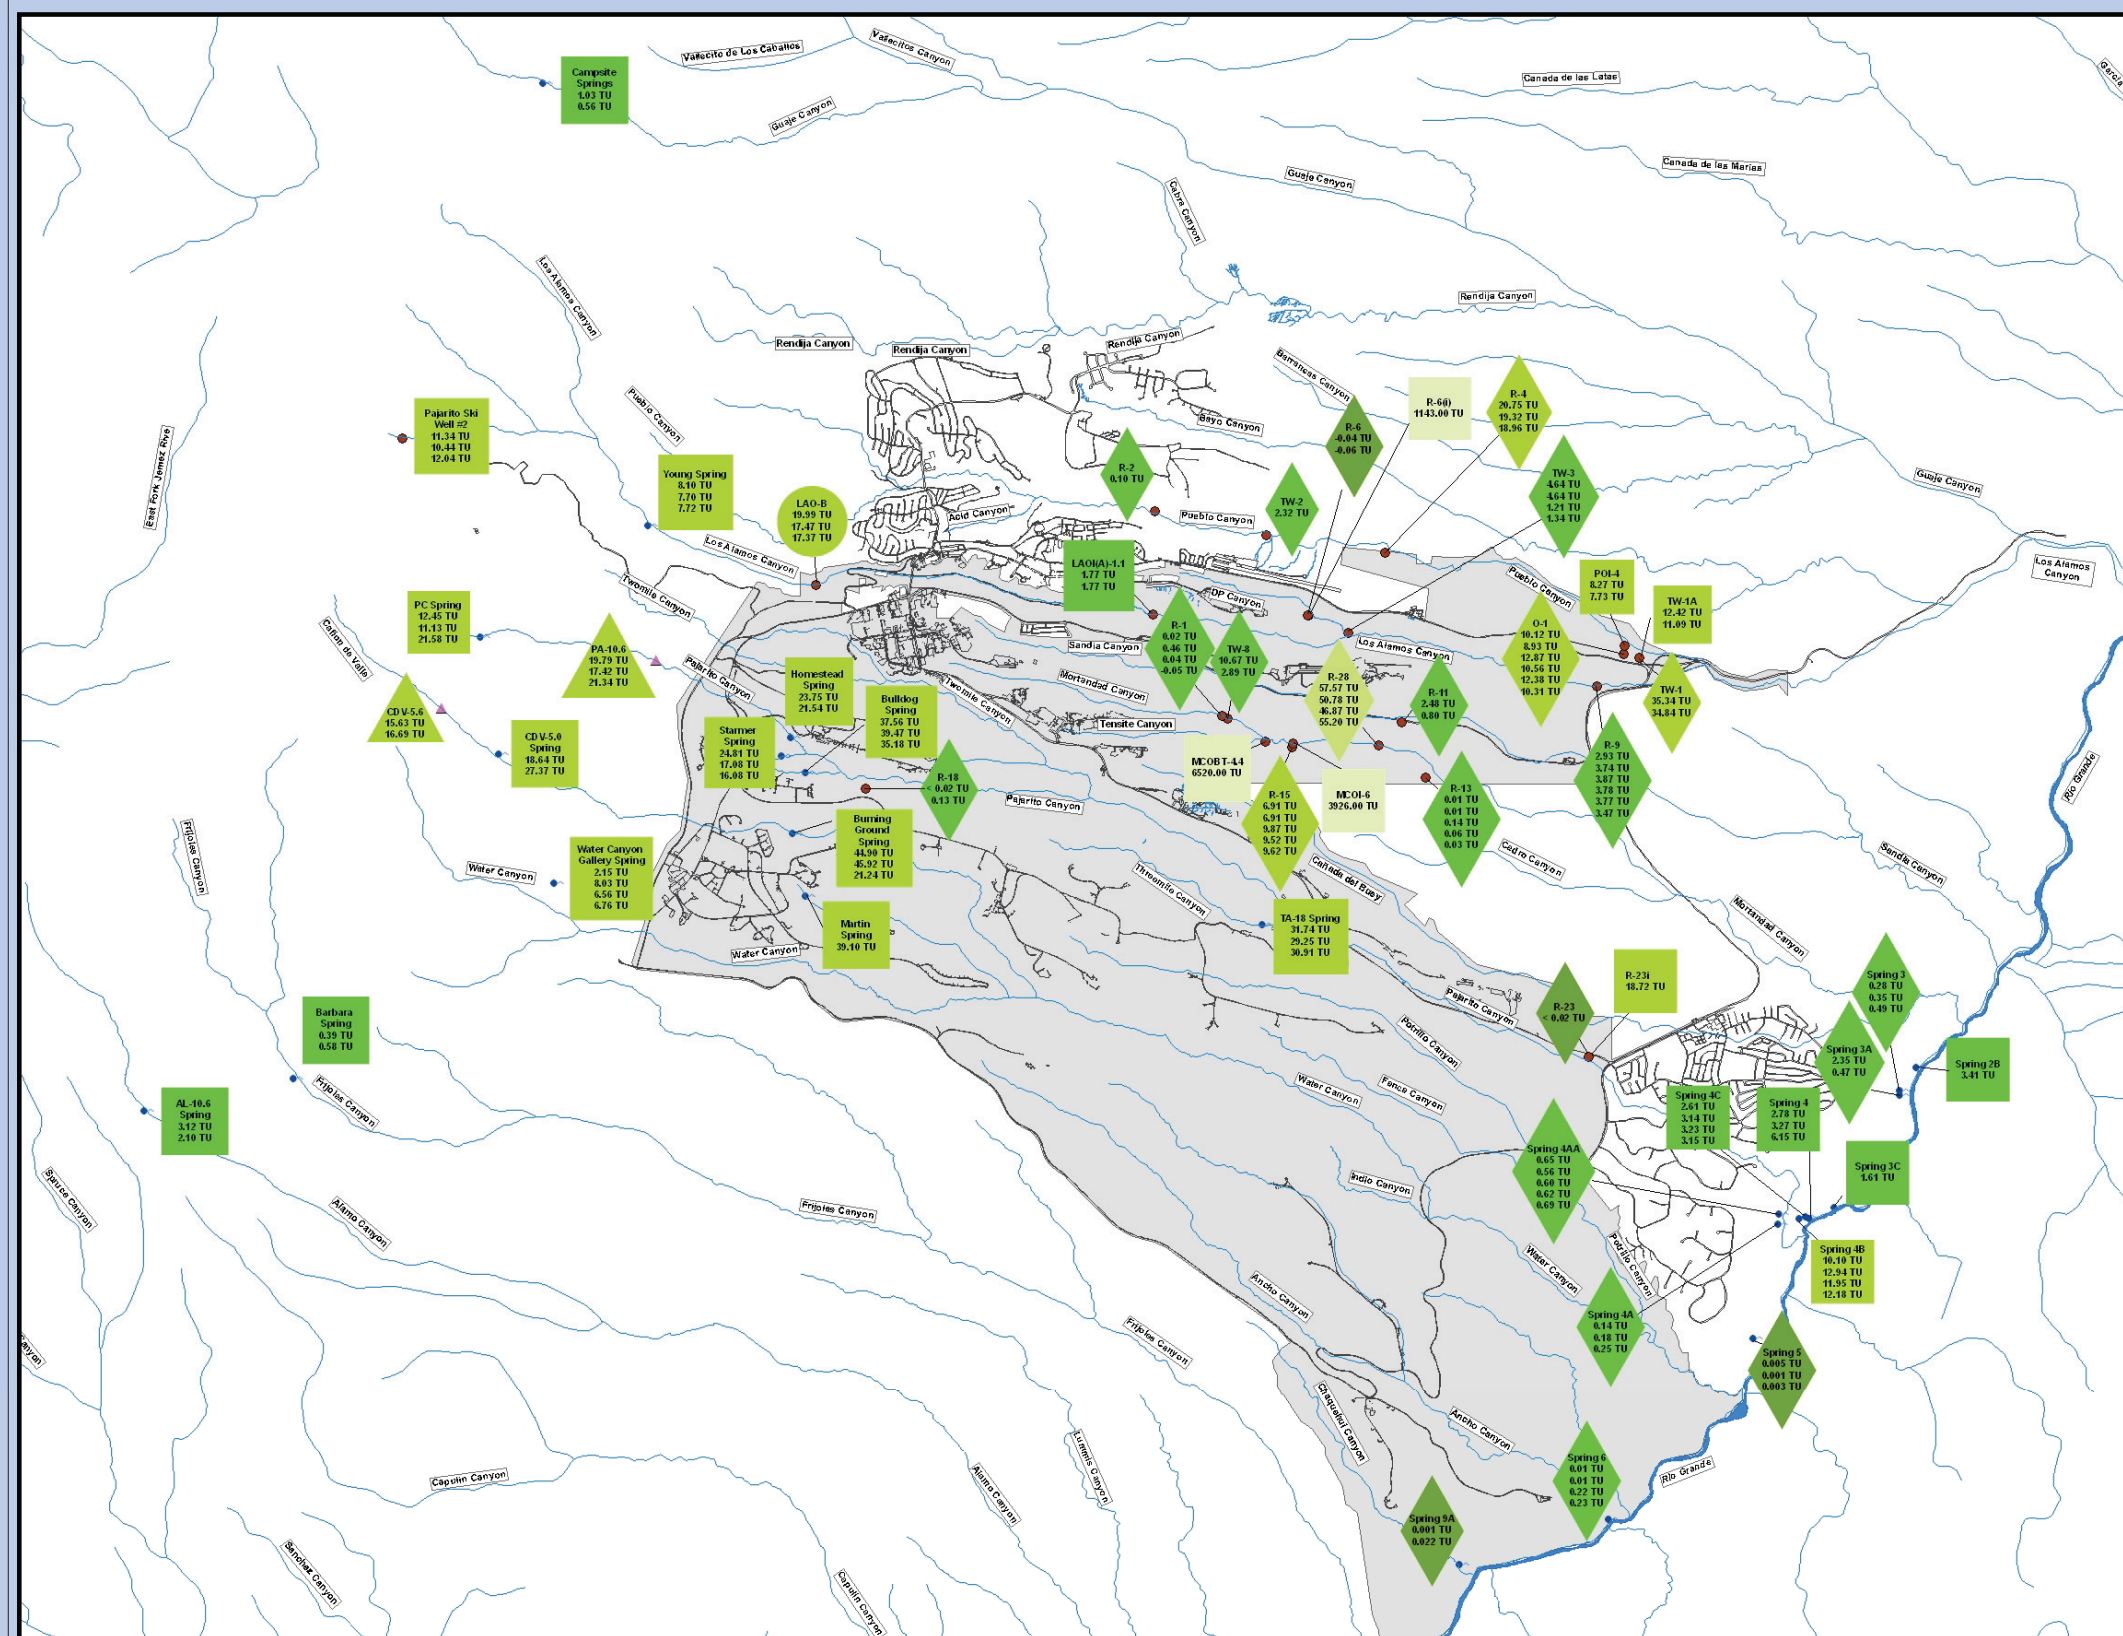 Vallecito de Los Caballos
Vallecitos Canyon
Campsite
Springs
1.03 TU
0.56 TU
Guaje Canyon
Canada de las Latas
Canada de las Marias
Guaje Canyon
Cabra Canyon
Los Alamos Canyon
Rendija Canyon
Rendija Canyon
Rendija Canyon
Rendija Canyon
Barrancas Canyon
Bayo Canyon
Pajarito Ski
Well #2
11.34 TU
10.44 TU
12.04 TU
East Fork Jemez Rive
Pueblo Canyon
Young Spring
8.10 TU
7.70 TU
7.72 TU
LAO-B
19.99 TU
17.47 TU
17.37 TU
Acid Canyon
R-2
0.10 TU
Pueblo Canyon
TW-2
2.32 TU
R-6
-0.04 TU
-0.06 TU
R-6(i)
1143.00 TU
R-4
20.75 TU
19.32 TU
18.96 TU
TW-3
4.64 TU
4.64 TU
1.21 TU
1.34 TU
Guaje Canyon
Los Alamos
Canyon
Los Alamos Canyon
Twomile Canyon
LAOI(A)-1.1
1.77 TU
1.77 TU
DP Canyon
Pueblo Canyon
POI-4
8.27 TU
7.73 TU
TW-1A
12.42 TU
11.09 TU
PC Spring
12.45 TU
11.13 TU
21.58 TU
Cañon de Valle
PA-10.6
19.79 TU
17.42 TU
21.34 TU
Pajarito Canyon
CDV-5.6
15.63 TU
16.69 TU
CDV-5.0
Spring
18.64 TU
27.37 TU
Homestead
Spring
23.75 TU
21.54 TU
Bulldog
Spring
37.56 TU
39.47 TU
35.18 TU
Starmer
Spring
24.81 TU
17.08 TU
16.08 TU
Sandia Canyon
Mortandad Canyon
Twomile Canyon
Tensite Canyon
R-1
0.02 TU
0.46 TU
0.04 TU
-0.05 TU
TW-8
10.67 TU
2.89 TU
R-28
57.57 TU
50.78 TU
46.87 TU
55.20 TU
Los Alamos Canyon
R-11
2.48 TU
0.80 TU
O-1
10.12 TU
8.93 TU
12.87 TU
10.56 TU
12.38 TU
10.31 TU
TW-1
35.34 TU
34.84 TU
R-9
2.93 TU
3.74 TU
3.87 TU
3.78 TU
3.77 TU
3.47 TU
R-18
< 0.02 TU
0.13 TU
Pajarito Canyon
MCOBT-4.4
6520.00 TU
R-15
6.91 TU
6.91 TU
9.87 TU
9.52 TU
9.62 TU
MCOI-6
3926.00 TU
R-13
0.01 TU
0.01 TU
0.14 TU
0.06 TU
0.03 TU
Cedro Canyon
Rio Grande
Sandia Canyon
Mortandad Canyon
Frijoles Canyon
Water Canyon
Water Canyon
Gallery Spring
2.15 TU
8.03 TU
6.56 TU
6.76 TU
Burning
Ground
Spring
44.90 TU
45.92 TU
21.24 TU
Martin
Spring
39.10 TU
Water Canyon
Threemile Canyon
Cañada del Buey
TA-18 Spring
31.74 TU
29.25 TU
30.91 TU
Pajarito Canyon
Potrillo Canyon
R-23
< 0.02 TU
R-23i
18.72 TU
Spring 3
0.28 TU
0.35 TU
0.49 TU
Spring 3A
2.35 TU
0.47 TU
Spring 2B
3.41 TU
Barbara
Spring
0.39 TU
0.58 TU
Frijoles Canyon
AL-10.6
Spring
3.12 TU
2.10 TU
Water Canyon
Fence Canyon
Spring 4C
2.61 TU
3.14 TU
3.23 TU
3.15 TU
Spring 4
2.78 TU
3.27 TU
6.15 TU
Spring 3C
1.61 TU
Spring 4AA
0.65 TU
0.56 TU
0.60 TU
0.62 TU
0.69 TU
Indio Canyon
Spruce Canyon
Alamo Canyon
Frijoles Canyon
Water Canyon
Potrillo Canyon
Spring 4B
10.10 TU
12.94 TU
11.95 TU
12.18 TU
Ancho Canyon
Spring 4A
0.14 TU
0.18 TU
0.25 TU
Frijoles Canyon
anyon
Spring 5
0.005 TU
0.001 TU
0.003 TU
Chaquehui Canyon
Ancho Canyon
Lummis Canyon
Alamo Canyon
Capulin Canyon
Spring 6
0.01 TU
0.01 TU
0.22 TU
0.23 TU
Rio Grande
Spring 9A
0.001 TU
0.022 TU
Sanchez Canyon
Capulin Canyon